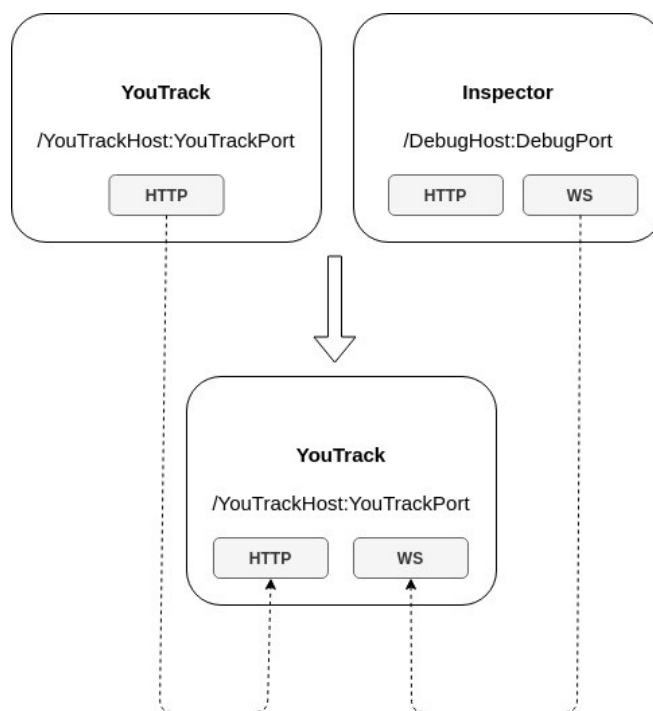 YouTrack
/YouTrackHost:YouTrackPort
HTTP
Inspector
/DebugHost:DebugPort
HTTP WS
YouTrack
/YouTrackHost:YouTrackPort
HTTP WS